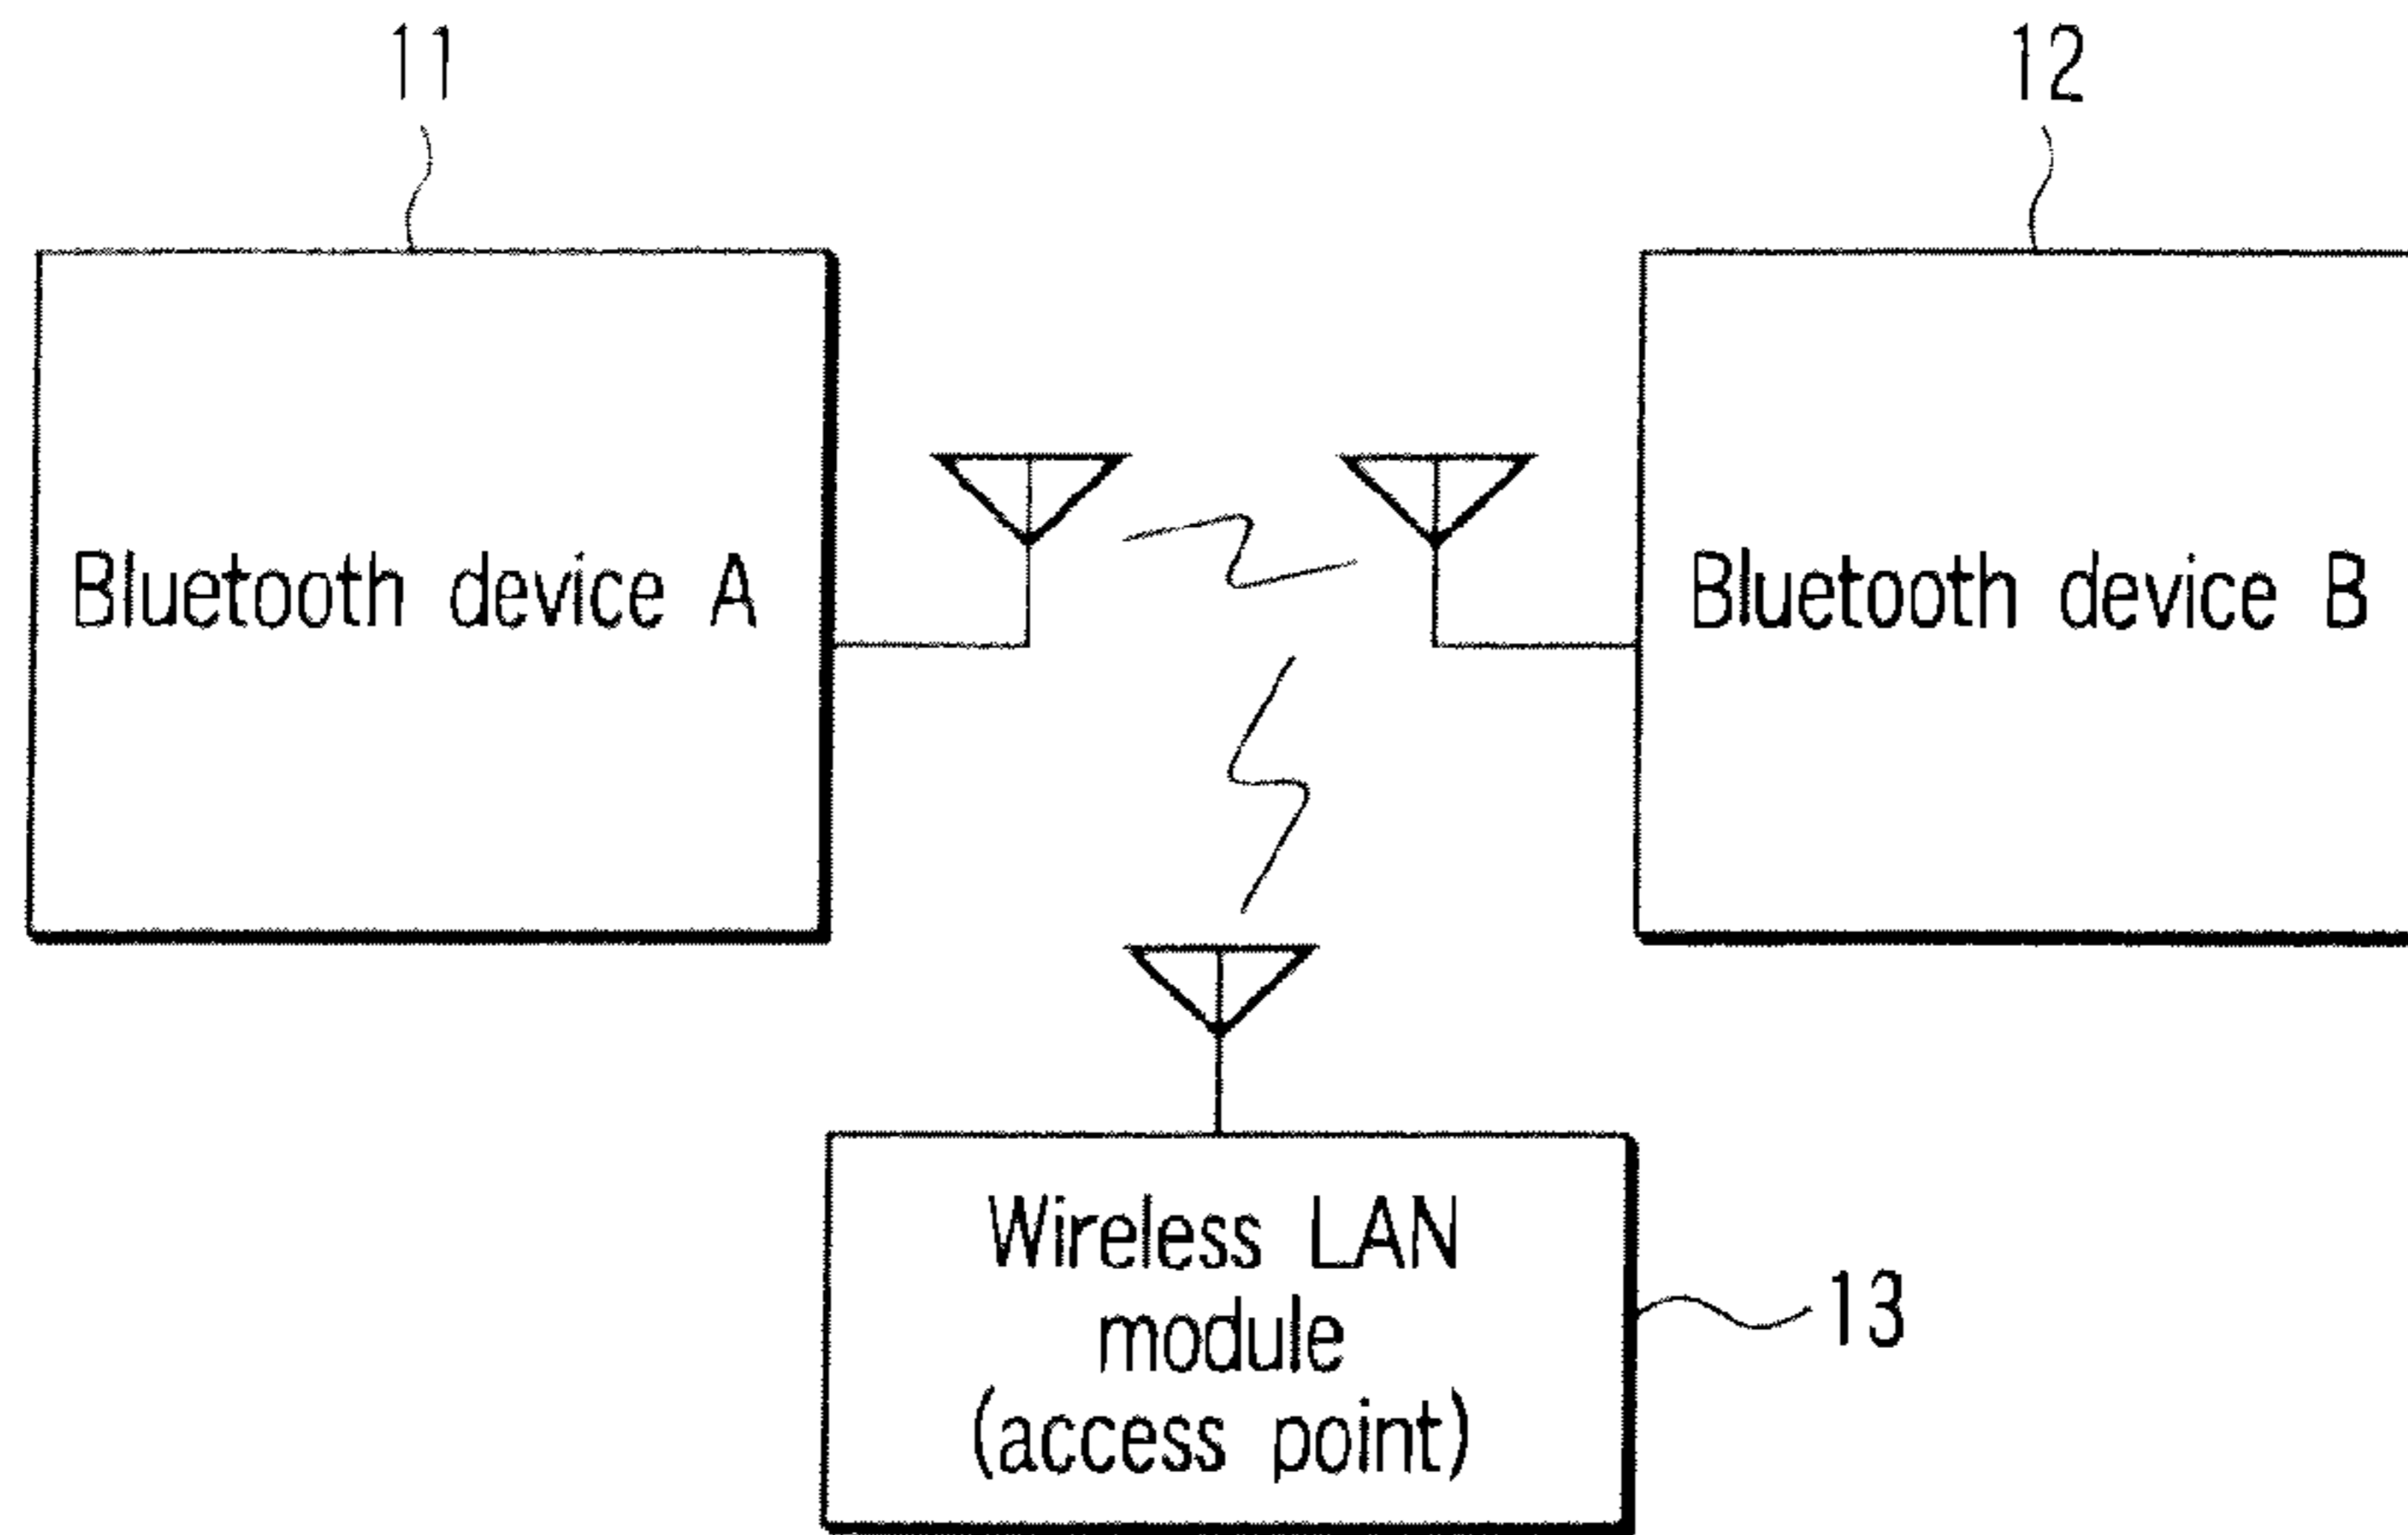 11
12
Bluetooth device A
Bluetooth device B
Wireless LAN
module
(access point)
13